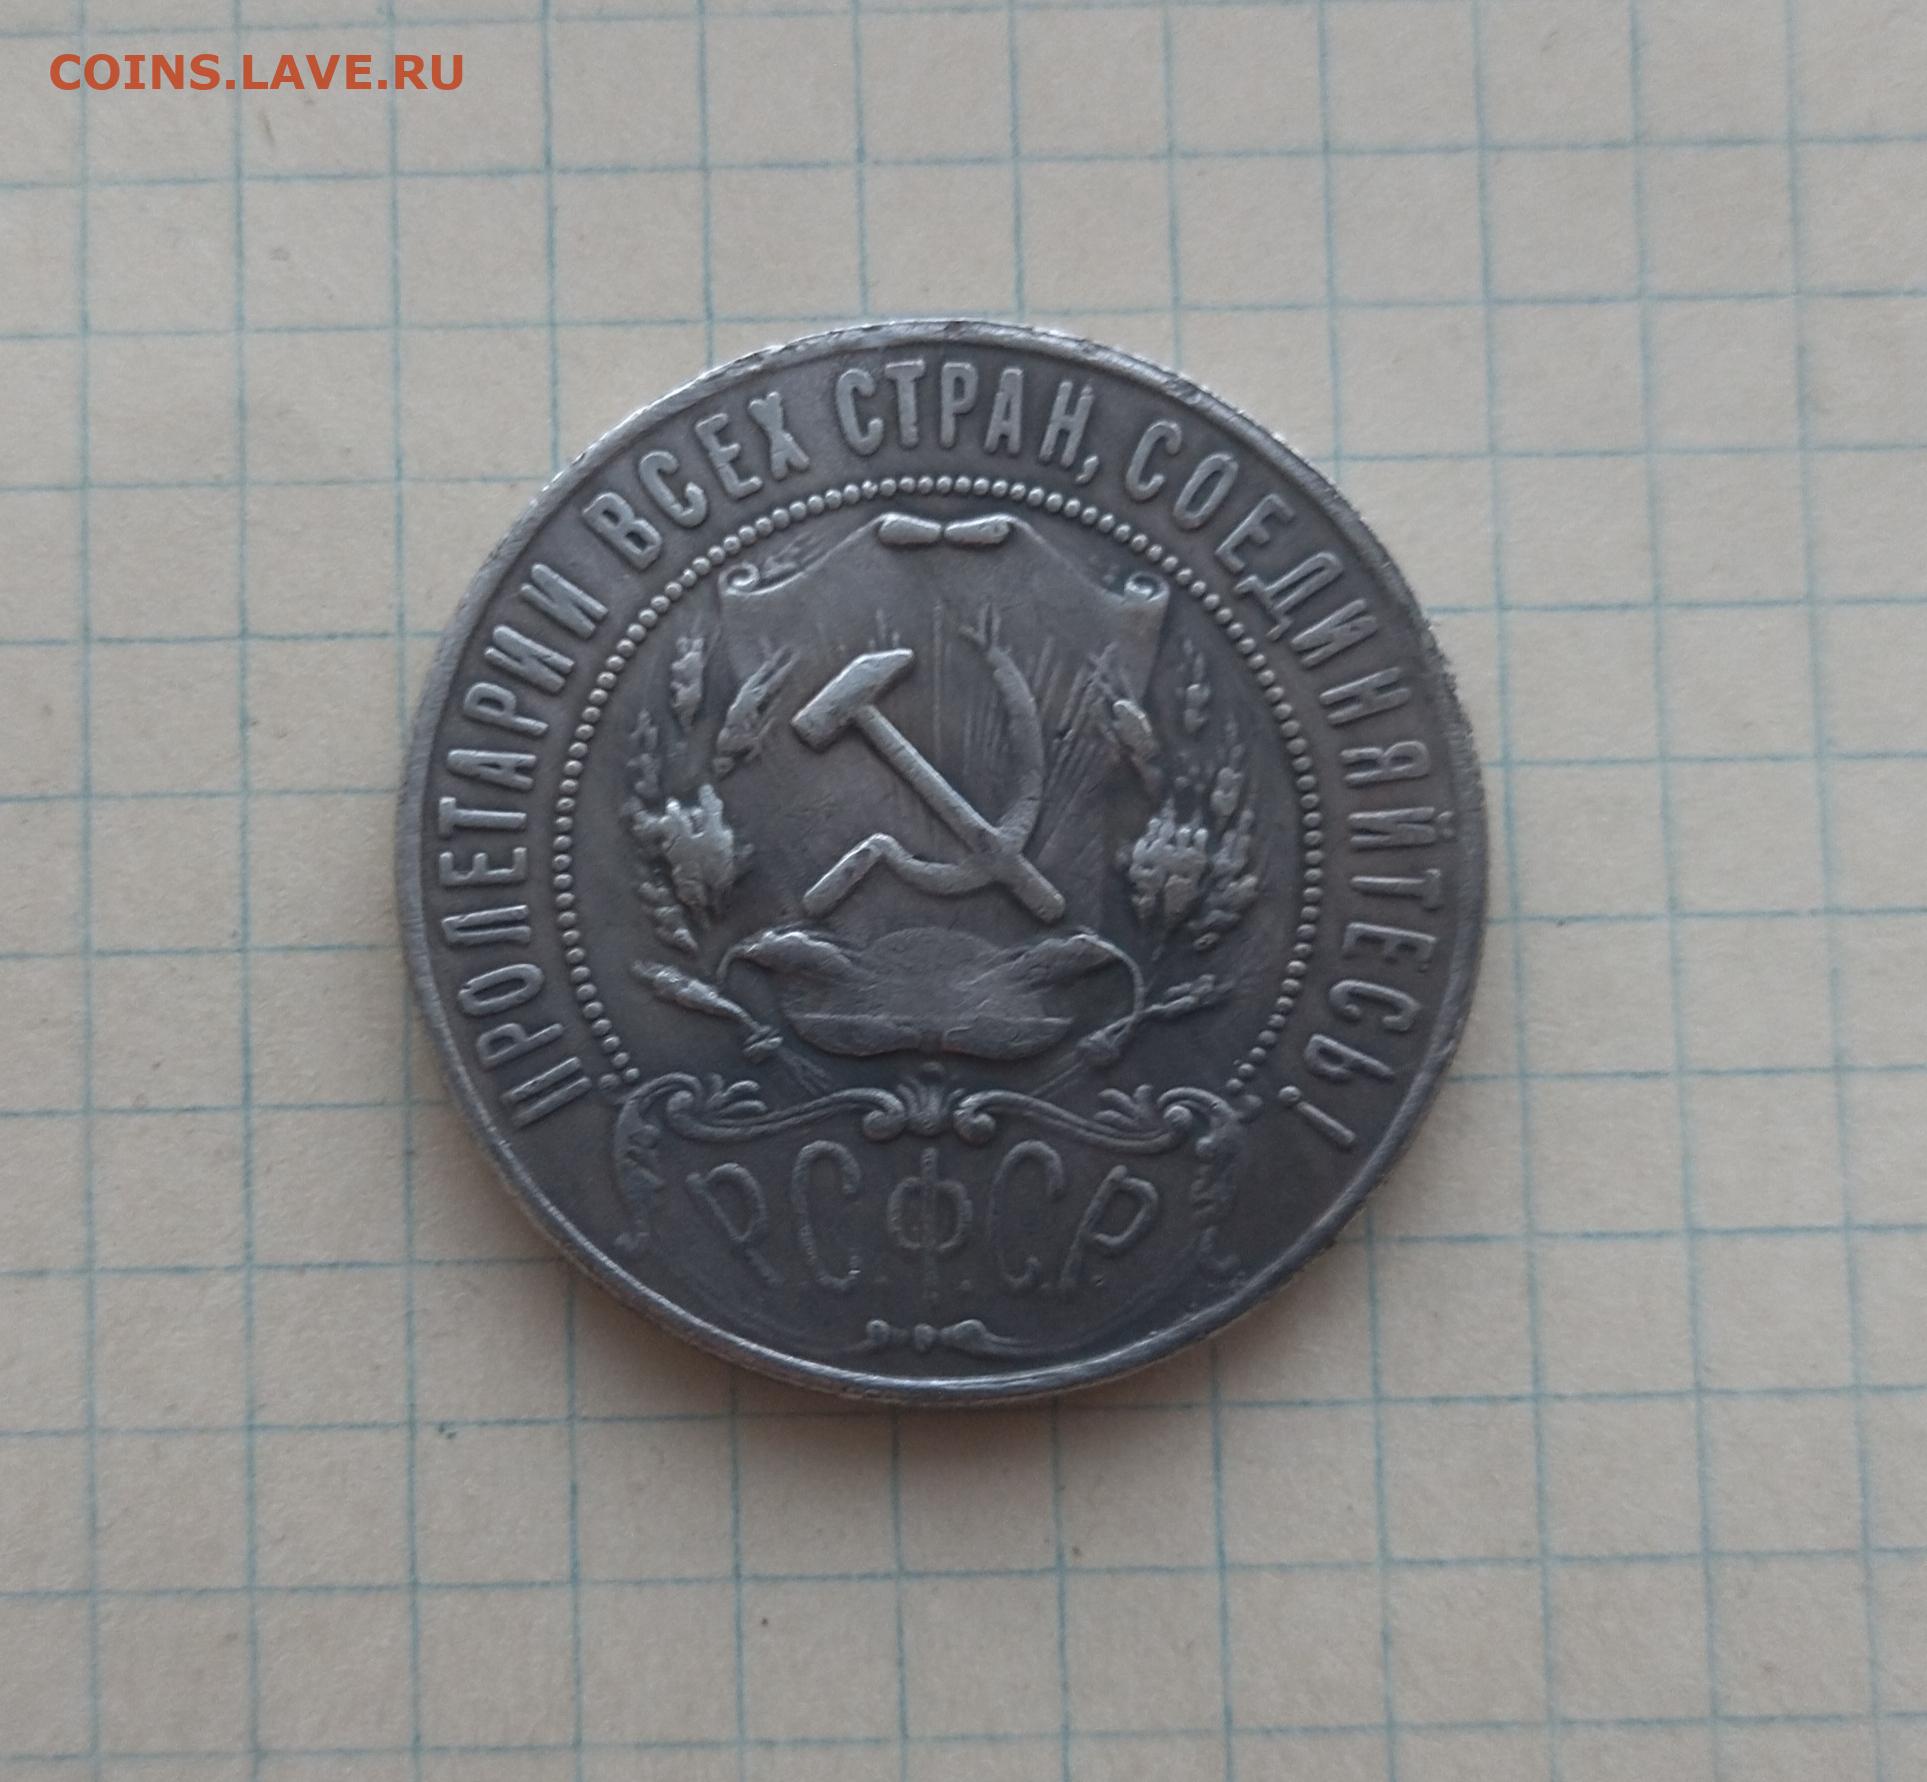 COINS.LAVE.RU
ПРОЛЕТАРИИ ВСЕХ СТРАН, СОЕДИНЯЙТЕСЬ!
Р.С.Ф.С.Р.